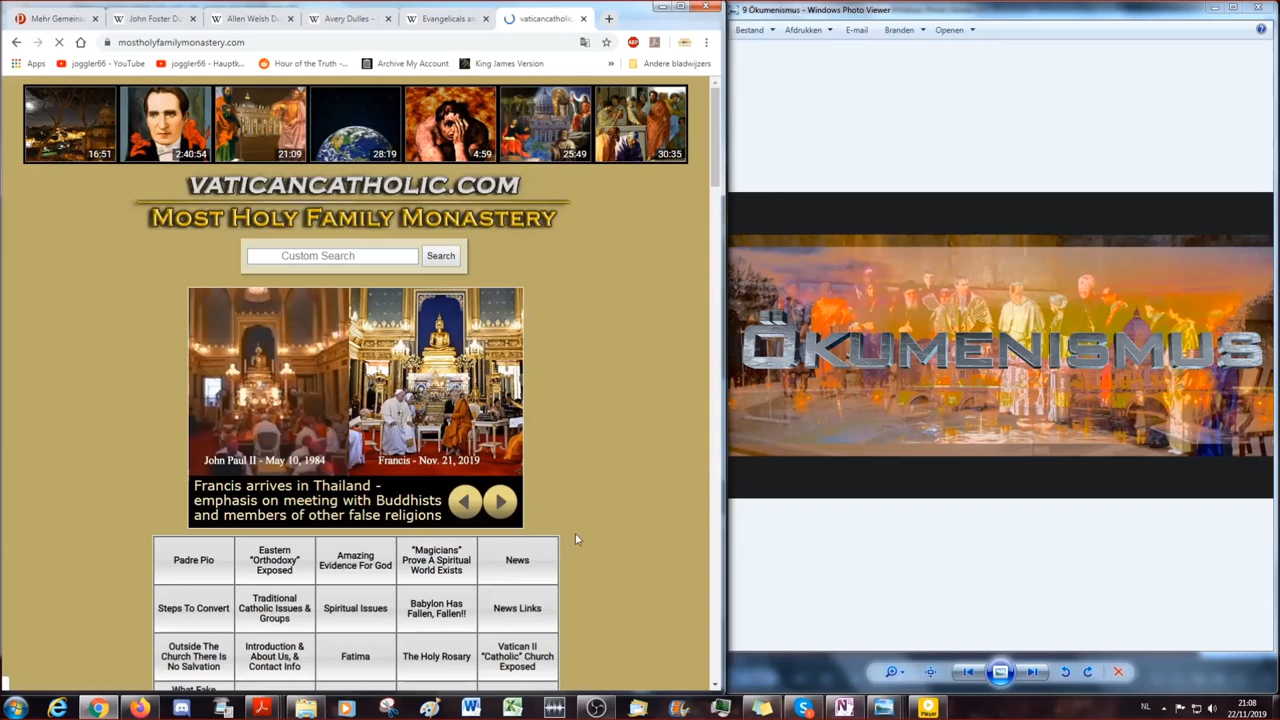 Mehr Gemeins
John Foster Du
Allen Welsh Du
Avery Dulles –
Evangelicals an
vaticancatholic.
9 Ökumenismus - Windows Photo Viewer
mostholyfamilymonastery.com
Bestand
Afdrukken
E-mail
Branden
Openen
Apps
joggler66 - YouTube
joggler66 - Hauptk...
Hour of the Truth -...
Archive My Account
King James Version
»
Andere bladwijzers
16:51
2:40:54
21:09
28:19
4:59
25:49
30:35
VATICANCATHOLIC.COM
MOST HOLY FAMILY MONASTERY
Custom Search
Search
John Paul II - May 10, 1984
Francis - Nov. 21, 2019
Francis arrives in Thailand -
emphasis on meeting with Buddhists
and members of other false religions
Padre Pio
Eastern
“Orthodoxy”
Exposed
Amazing
Evidence For God
“Magicians”
Prove A Spiritual
World Exists
News
Steps To Convert
Traditional
Catholic Issues &
Groups
Spiritual Issues
Babylon Has
Fallen, Fallen!!
News Links
Outside The
Church There Is
No Salvation
Introduction &
About Us, &
Contact Info
Fatima
The Holy Rosary
Vatican II
“Catholic” Church
Exposed
What Fake
ÖKUMENISMUS
Player
NL
21:08
22/11/2019